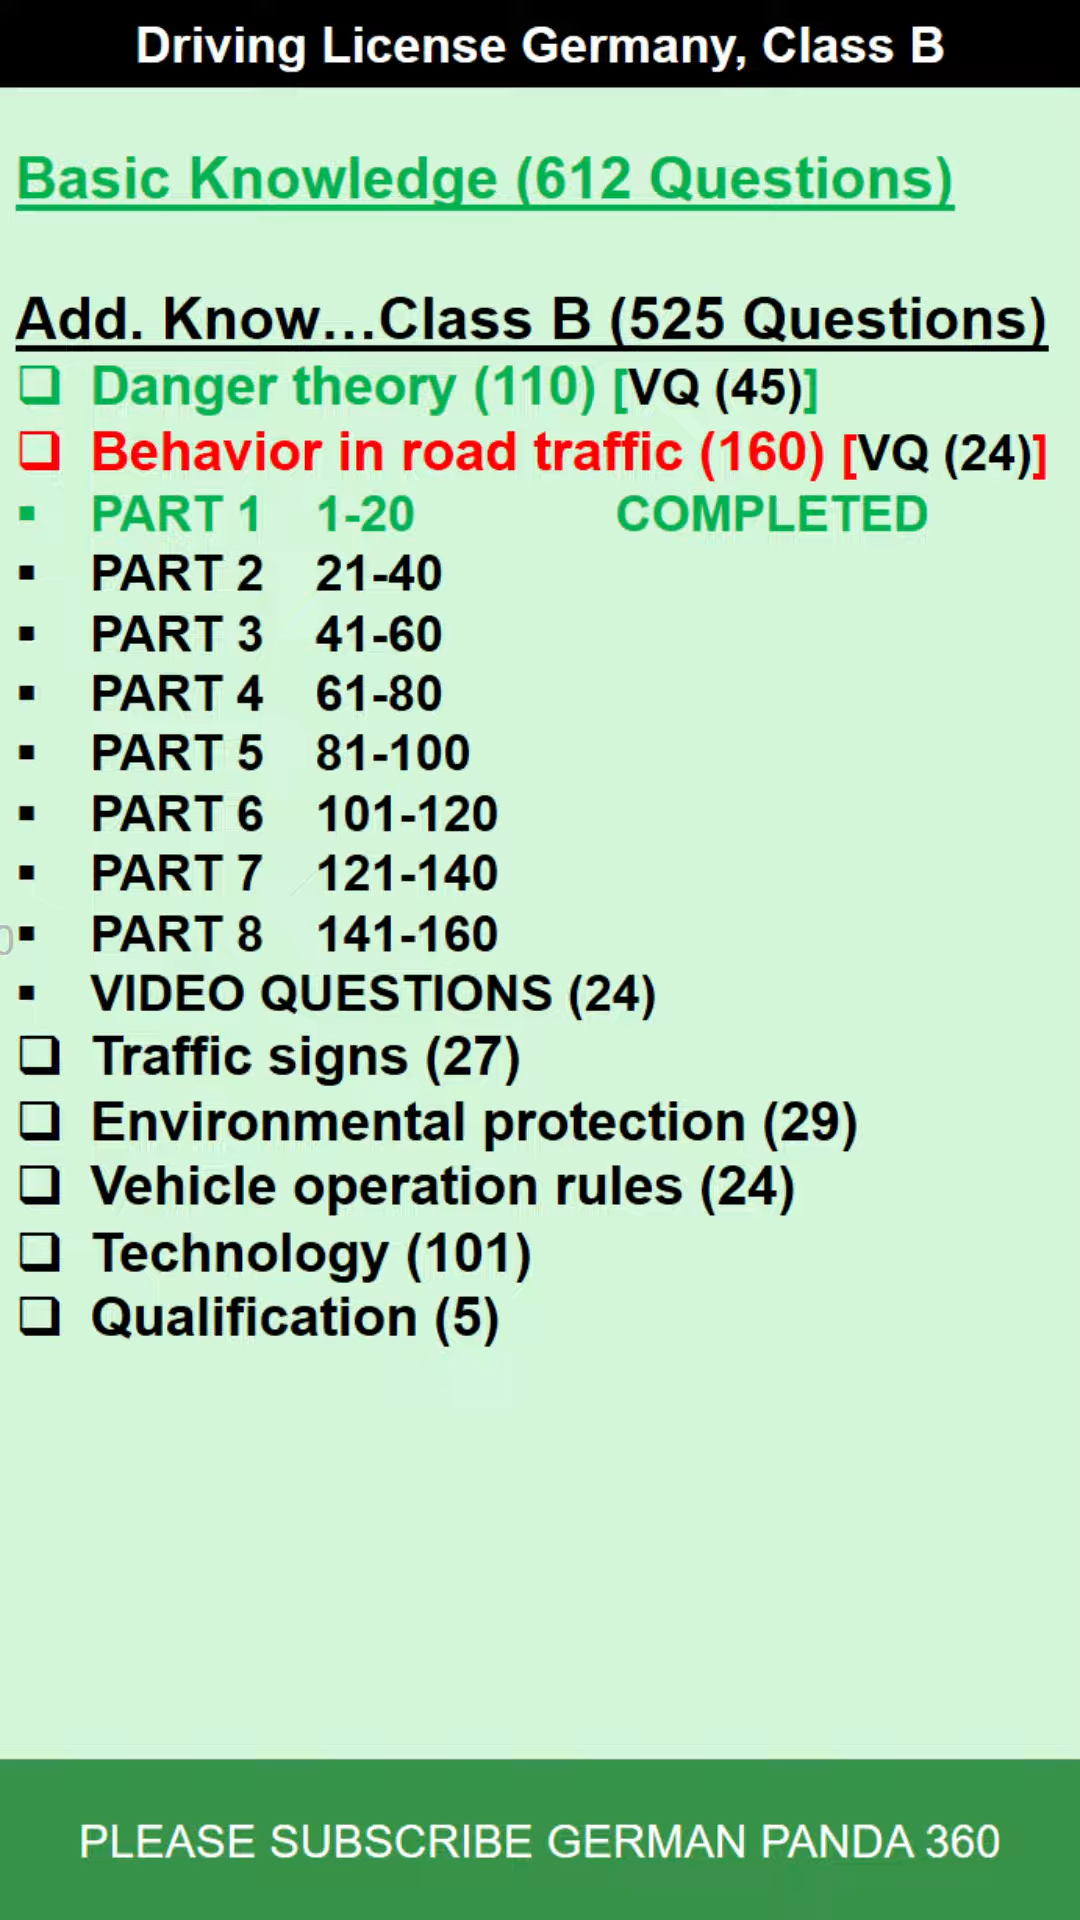 Driving License Germany, Class B
Basic Knowledge (612 Questions)
Add. Know...Class B (525 Questions)
❑ Danger theory (110) [VQ (45)]
❑ Behavior in road traffic (160) [VQ (24)]
▪ PART 1 1-20 COMPLETED
▪ PART 2 21-40
▪ PART 3 41-60
▪ PART 4 61-80
▪ PART 5 81-100
▪ PART 6 101-120
▪ PART 7 121-140
▪ PART 8 141-160
▪ VIDEO QUESTIONS (24)
❑ Traffic signs (27)
❑ Environmental protection (29)
❑ Vehicle operation rules (24)
❑ Technology (101)
❑ Qualification (5)
PLEASE SUBSCRIBE GERMAN PANDA 360